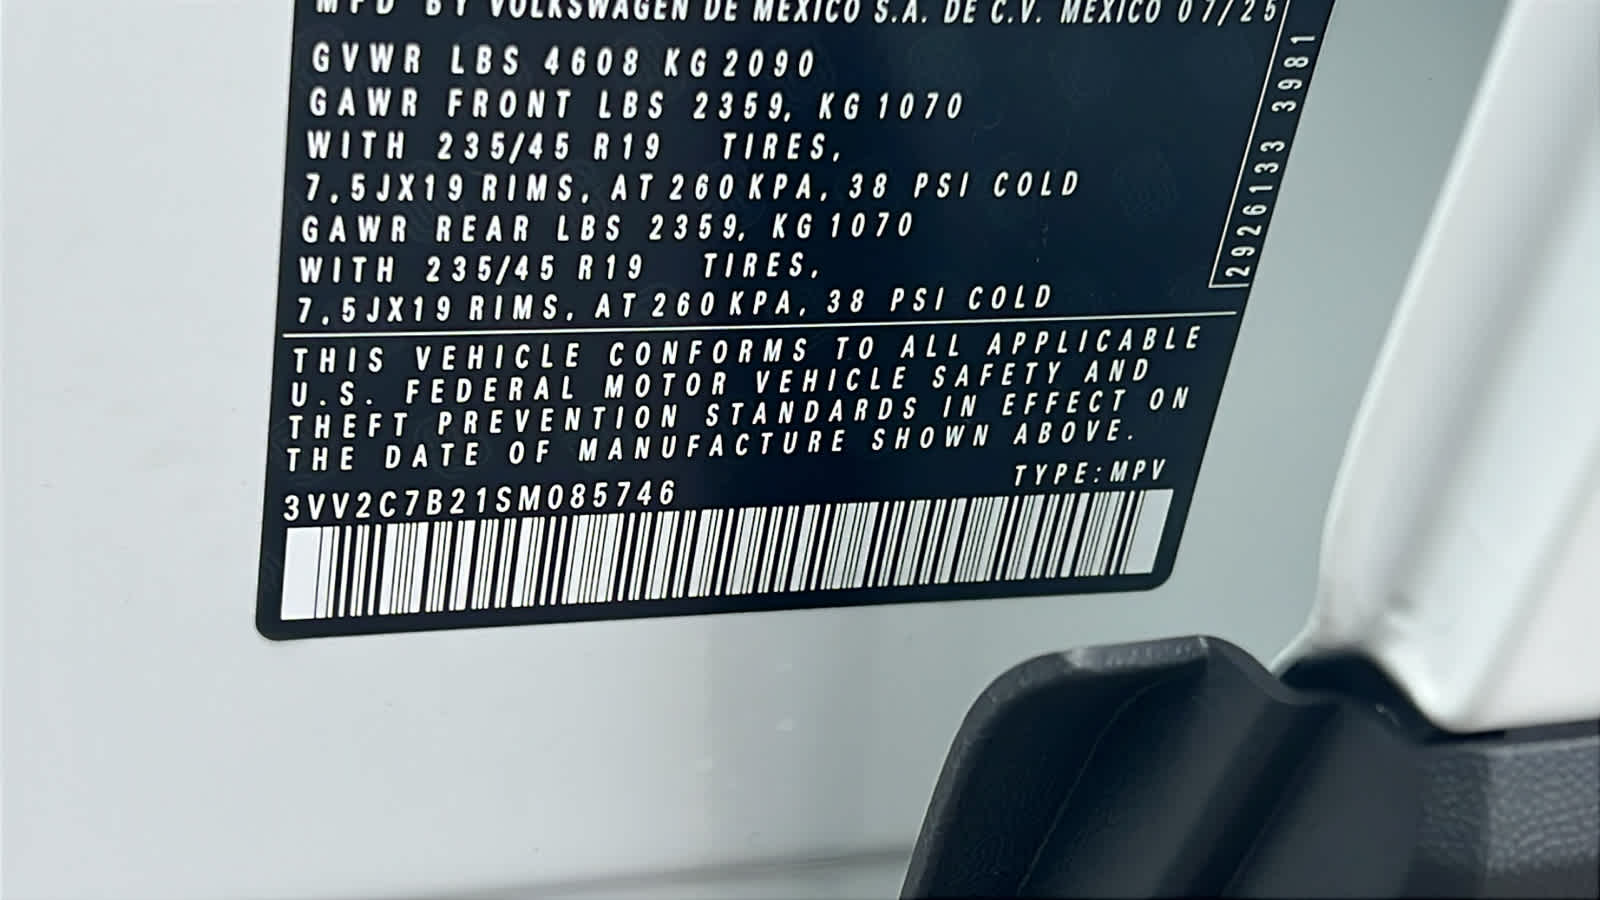 MFD BY VOLKSWAGEN DE MEXICO S.A. DE C.V. MEXICO 07/25
GVWR LBS 4608 KG 2090
GAWR FRONT LBS 2359, KG 1070
WITH 235/45 R19 TIRES,
7.5JX19 RIMS, AT 260 KPA, 38 PSI COLD
GAWR REAR LBS 2359, KG 1070
WITH 235/45 R19 TIRES,
7.5JX19 RIMS, AT 260 KPA, 38 PSI COLD
2926133 3981
THIS VEHICLE CONFORMS TO ALL APPLICABLE
U.S. FEDERAL MOTOR VEHICLE SAFETY AND
THEFT PREVENTION STANDARDS IN EFFECT ON
THE DATE OF MANUFACTURE SHOWN ABOVE.
3VV2C7B21SM085746 TYPE:MPV